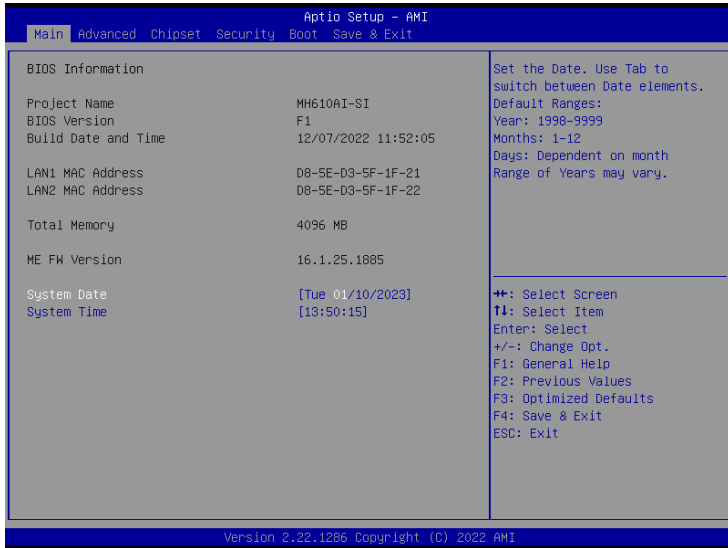 Aptio Setup - AMI
Main Advanced Chipset Security Boot Save & Exit
BIOS Information
Project Name MH610AI-SI
BIOS Version F1
Build Date and Time 12/07/2022 11:52:05
LAN1 MAC Address D8-5E-D3-5F-1F-21
LAN2 MAC Address D8-5E-D3-5F-1F-22
Total Memory 4096 MB
ME FW Version 16.1.25.1885
System Date [Tue 01/10/2023]
System Time [13:50:15]
Set the Date. Use Tab to
switch between Date elements.
Default Ranges:
Year: 1998-9999
Months: 1-12
Days: Dependent on month
Range of Years may vary.
→←: Select Screen
↑↓: Select Item
Enter: Select
+/-: Change Opt.
F1: General Help
F2: Previous Values
F3: Optimized Defaults
F4: Save & Exit
ESC: Exit
Version 2.22.1286 Copyright (C) 2022 AMI